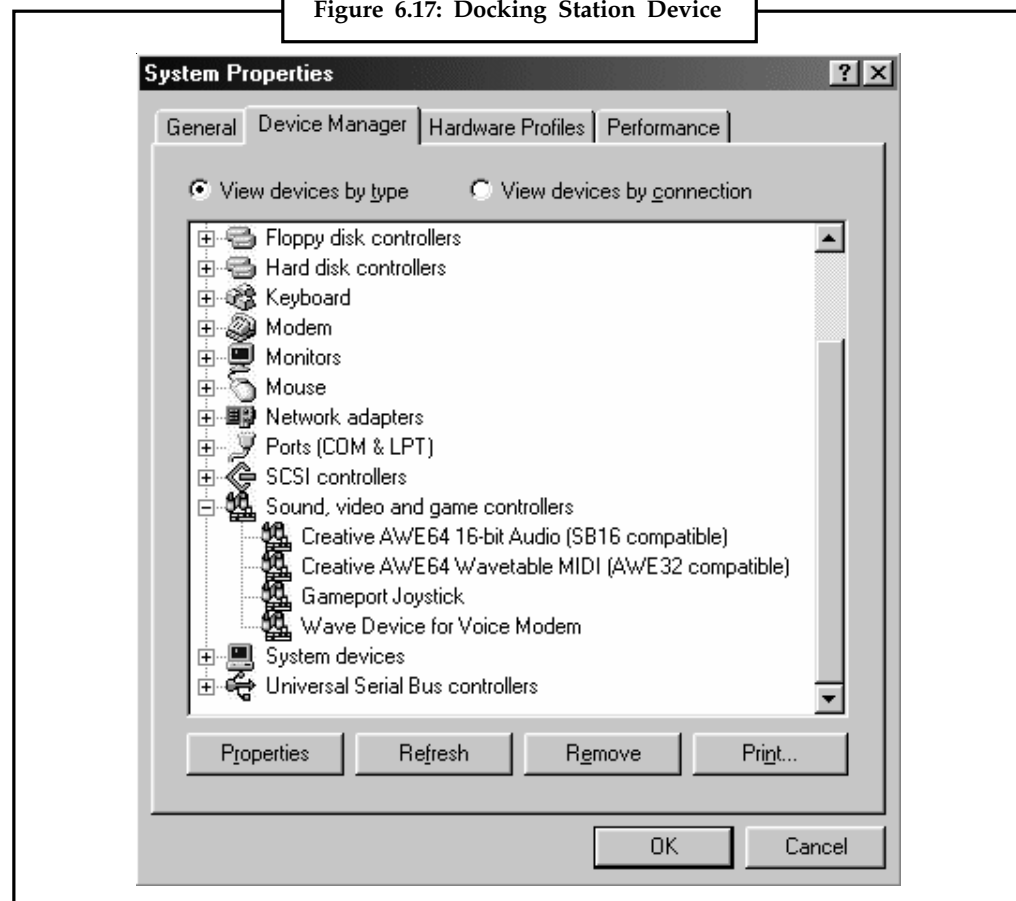 Figure 6.17: Docking Station Device
System Properties
General Device Manager Hardware Profiles Performance
View devices by type View devices by connection
Floppy disk controllers
Hard disk controllers
Keyboard
Modem
Monitors
Mouse
Network adapters
Ports (COM & LPT)
SCSI controllers
Sound, video and game controllers
Creative AWE64 16-bit Audio (SB16 compatible)
Creative AWE64 Wavetable MIDI (AWE32 compatible)
Gameport Joystick
Wave Device for Voice Modem
System devices
Universal Serial Bus controllers
Properties Refresh Remove Print...
OK Cancel